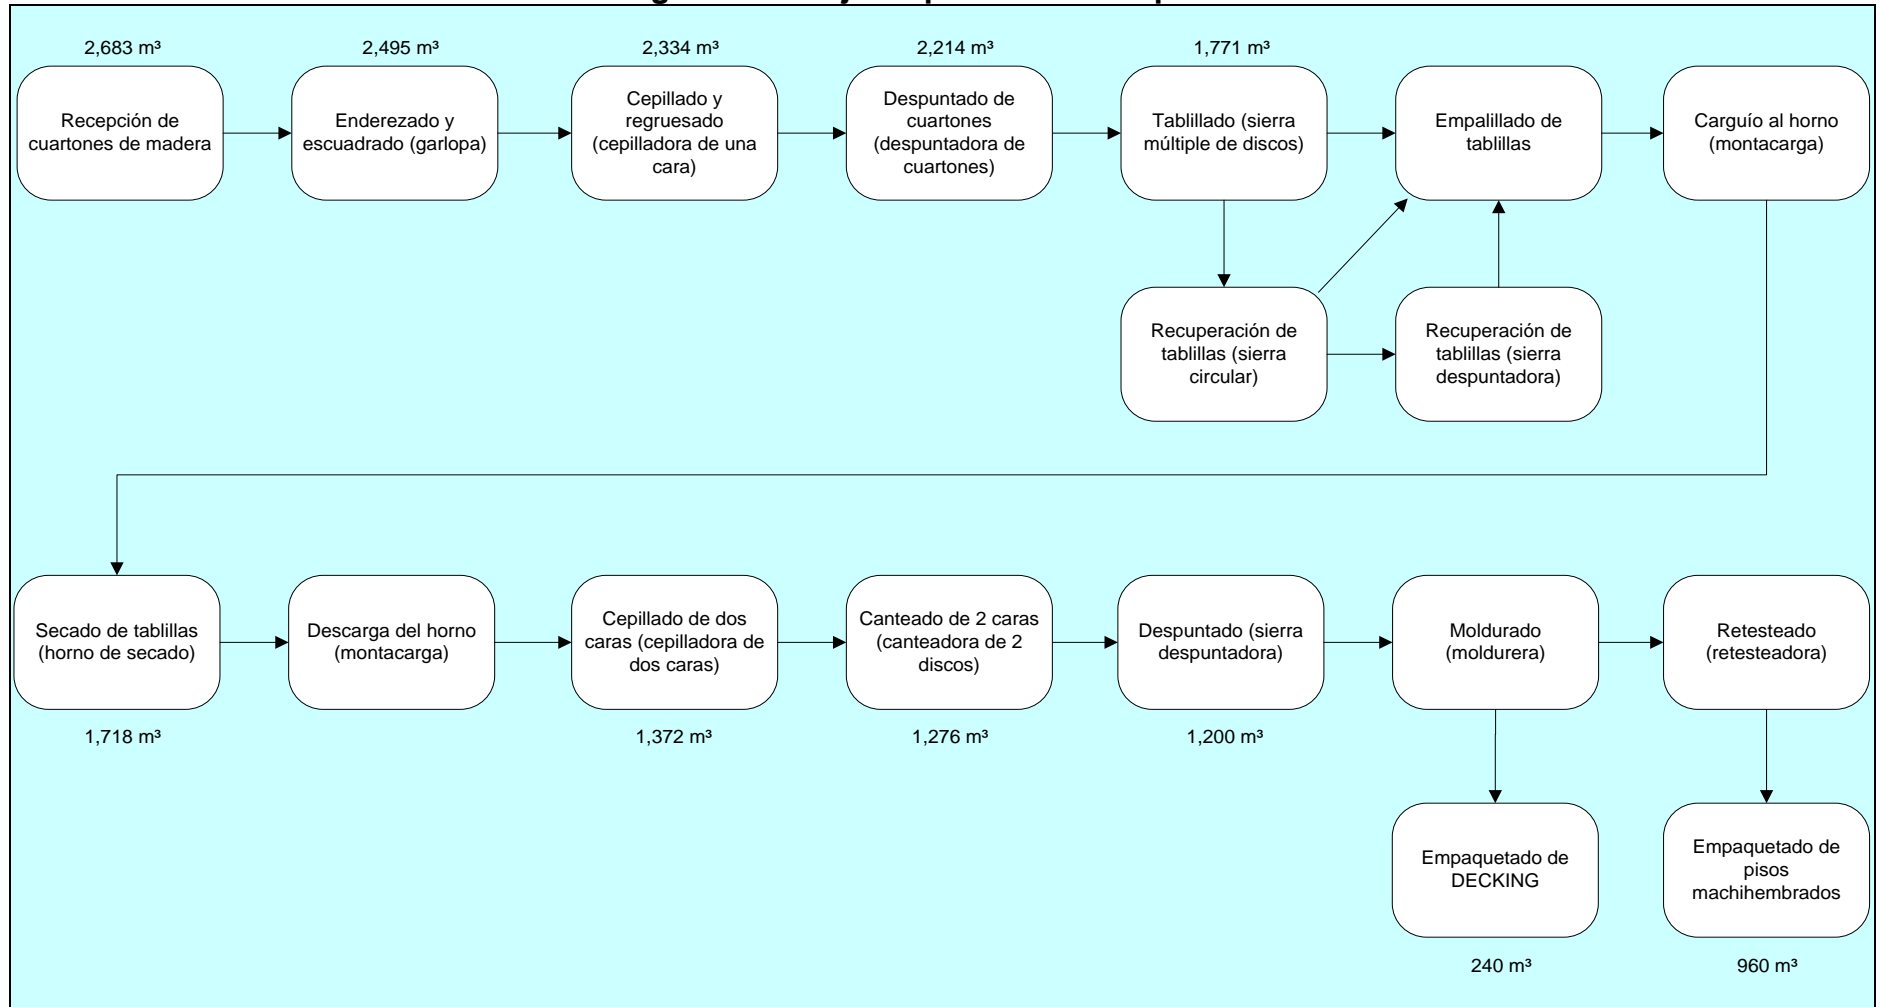 2,683 m³
2,495 m³
2,334 m³
2,214 m³
1,771 m³
Recepción de
cuartones de madera
Enderezado y
escuadrado (garlopa)
Cepillado y
regruesado
(cepilladora de una
cara)
Despuntado de
cuartones
(despuntadora de
cuartones)
Tablillado (sierra
múltiple de discos)
Empalillado de
tablillas
Carguío al horno
(montacarga)
Recuperación de
tablillas (sierra
circular)
Recuperación de
tablillas (sierra
despuntadora)
Secado de tablillas
(horno de secado)
Descarga del horno
(montacarga)
Cepillado de dos
caras (cepilladora de
dos caras)
Canteado de 2 caras
(canteadora de 2
discos)
Despuntado (sierra
despuntadora)
Moldurado
(moldurera)
Retesteado
(retesteadora)
1,718 m³
1,372 m³
1,276 m³
1,200 m³
Empaquetado de
DECKING
Empaquetado de
pisos
machihembrados
240 m³
960 m³